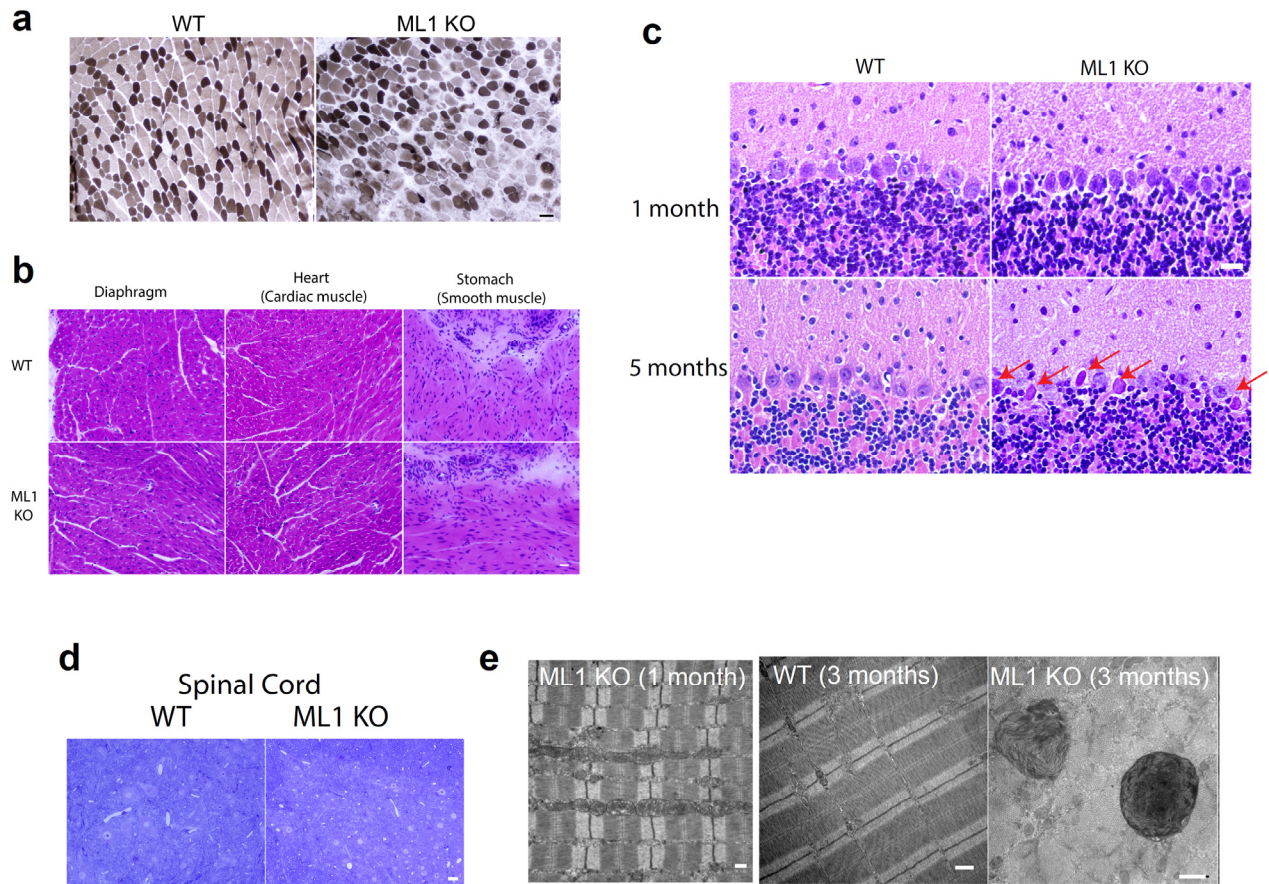 a
WT ML1 KO
b
Diaphragm
Heart
(Cardiac muscle)
Stomach
(Smooth muscle)
WT
ML1
KO
c
WT ML1 KO
1 month
5 months
d
Spinal Cord
WT ML1 KO
e
ML1 KO (1 month) WT (3 months) ML1 KO (3 months)